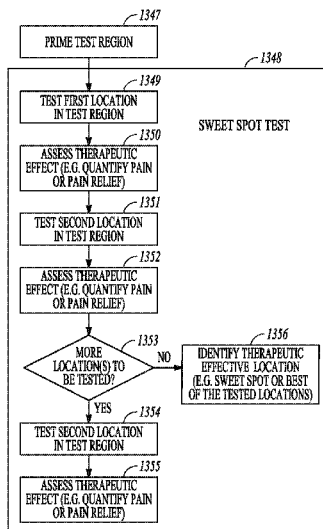 1347
PRIME TEST REGION
1348
1349
TEST FIRST LOCATION
IN TEST REGION
SWEET SPOT TEST
1350
ASSESS THERAPEUTIC
EFFECT (E.G. QUANTIFY PAIN
OR PAIN RELIEF)
1351
TEST SECOND LOCATION
IN TEST REGION
1352
ASSESS THERAPEUTIC
EFFECT (E.G. QUANTIFY PAIN
OR PAIN RELIEF)
1353
MORE
LOCATION(S) TO
BE TESTED?
NO
1356
IDENTIFY THERAPEUTIC
EFFECTIVE LOCATION
(E.G. SWEET SPOT OR BEST
OF THE TESTED LOCATIONS)
YES
1354
TEST SECOND LOCATION
IN TEST REGION
1355
ASSESS THERAPEUTIC
EFFECT (E.G. QUANTIFY PAIN
OR PAIN RELIEF)